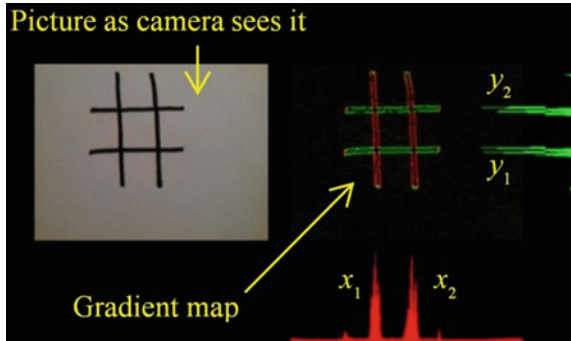 Picture as camera sees it
y2
y1
x1
x2
Gradient map